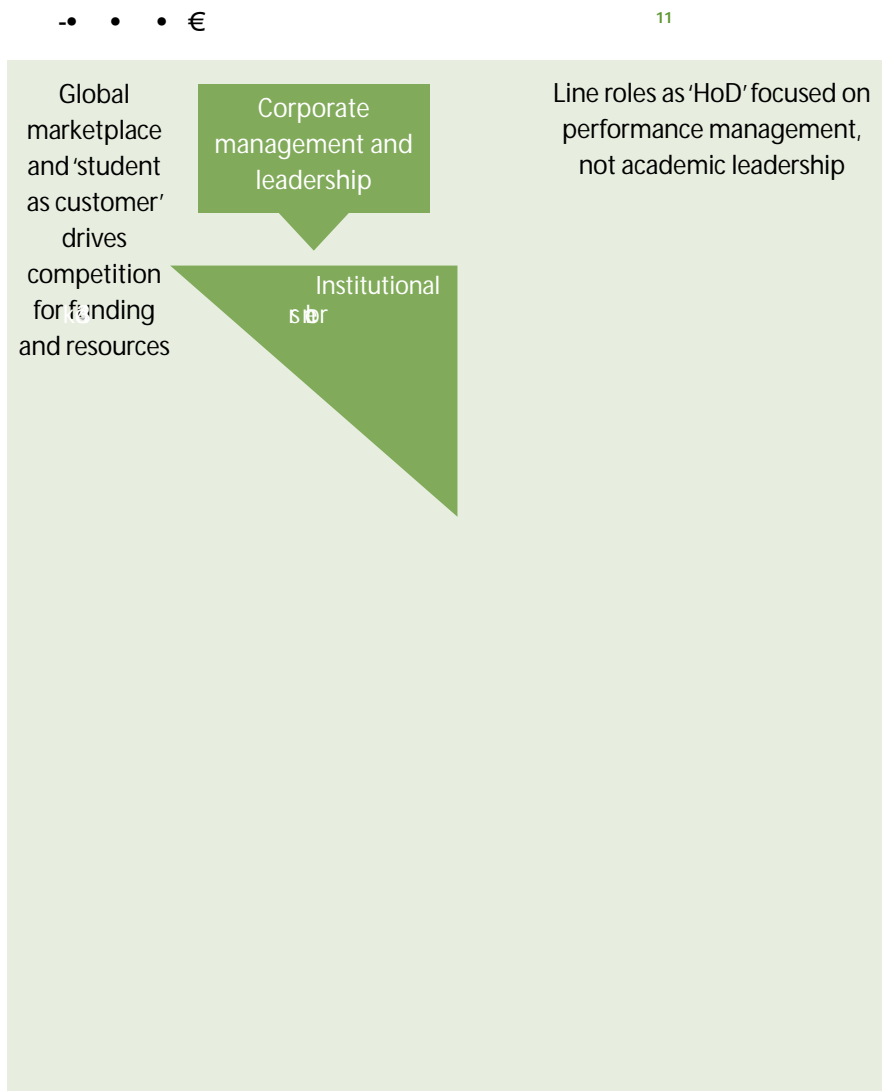 11
Global
marketplace
and ‘student
as customer’
drives
competition
for funding
and resources
Corporate
management and
leadership
Institutional
Line roles as ‘HoD’ focused on
performance management,
not academic leadership